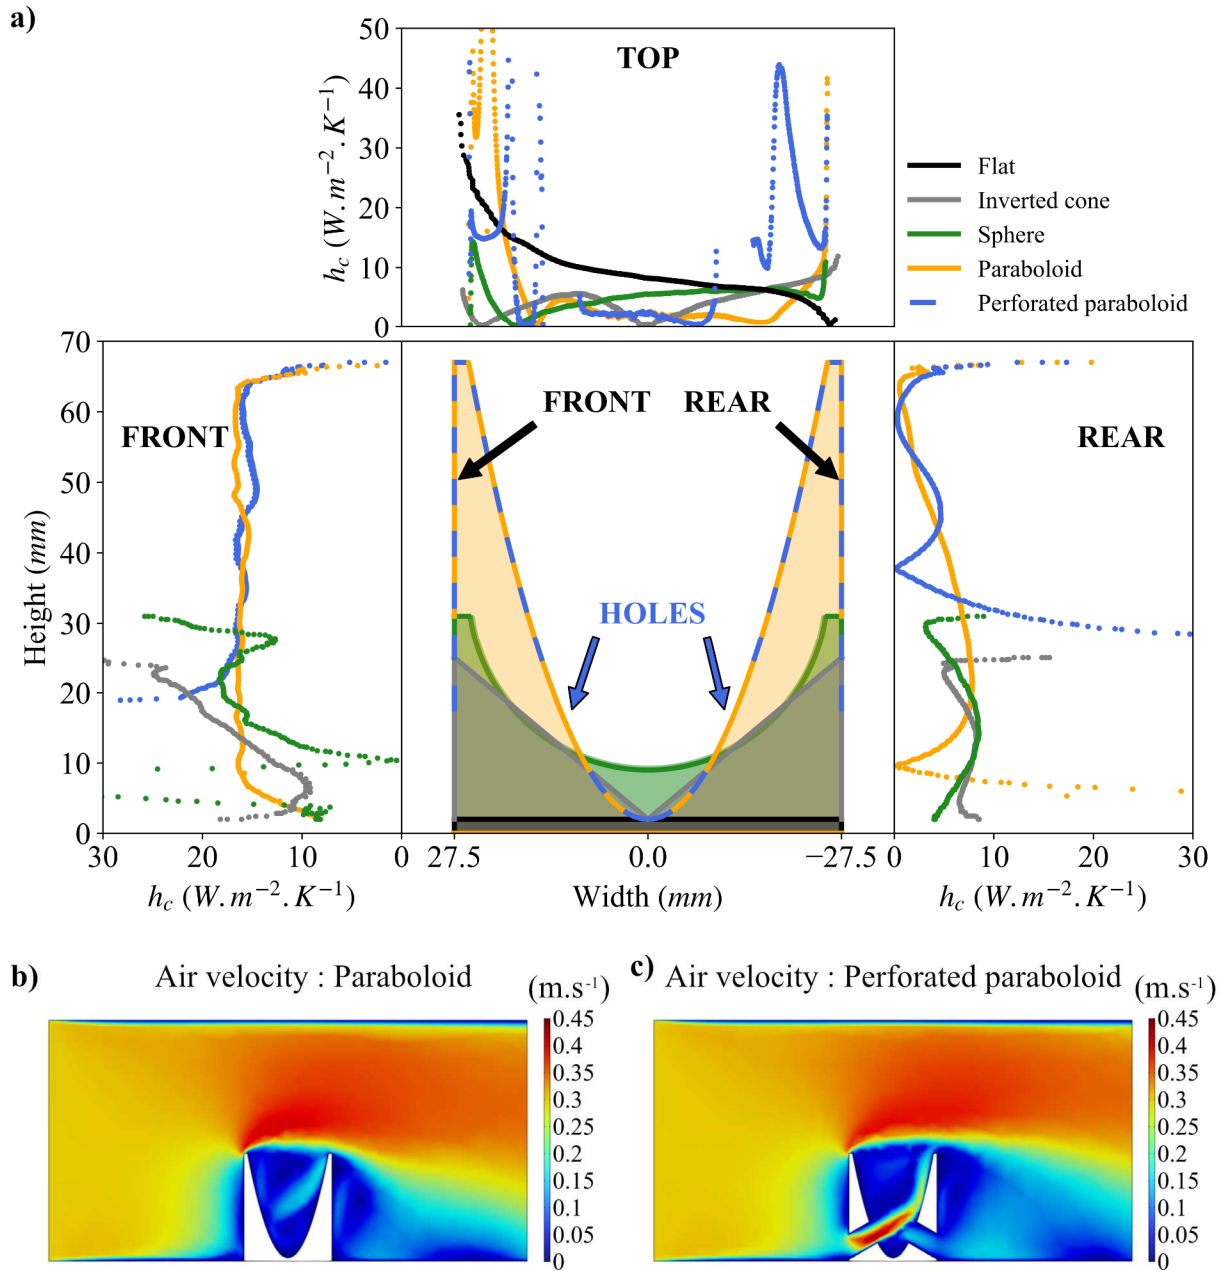 a)
TOP
50
40
30
20
10
0
h_c (W.m⁻².K⁻¹)
Flat
Inverted cone
Sphere
Paraboloid
Perforated paraboloid
70
60
50
40
30
20
10
0
Height (mm)
FRONT
30 20 10 0
h_c (W.m⁻².K⁻¹)
FRONT REAR
HOLES
27.5 0.0 −27.5
Width (mm)
REAR
0 10 20 30
h_c (W.m⁻².K⁻¹)
b) Air velocity : Paraboloid
(m.s⁻¹)
0.45
0.4
0.35
0.3
0.25
0.2
0.15
0.1
0.05
0
c) Air velocity : Perforated paraboloid
(m.s⁻¹)
0.45
0.4
0.35
0.3
0.25
0.2
0.15
0.1
0.05
0